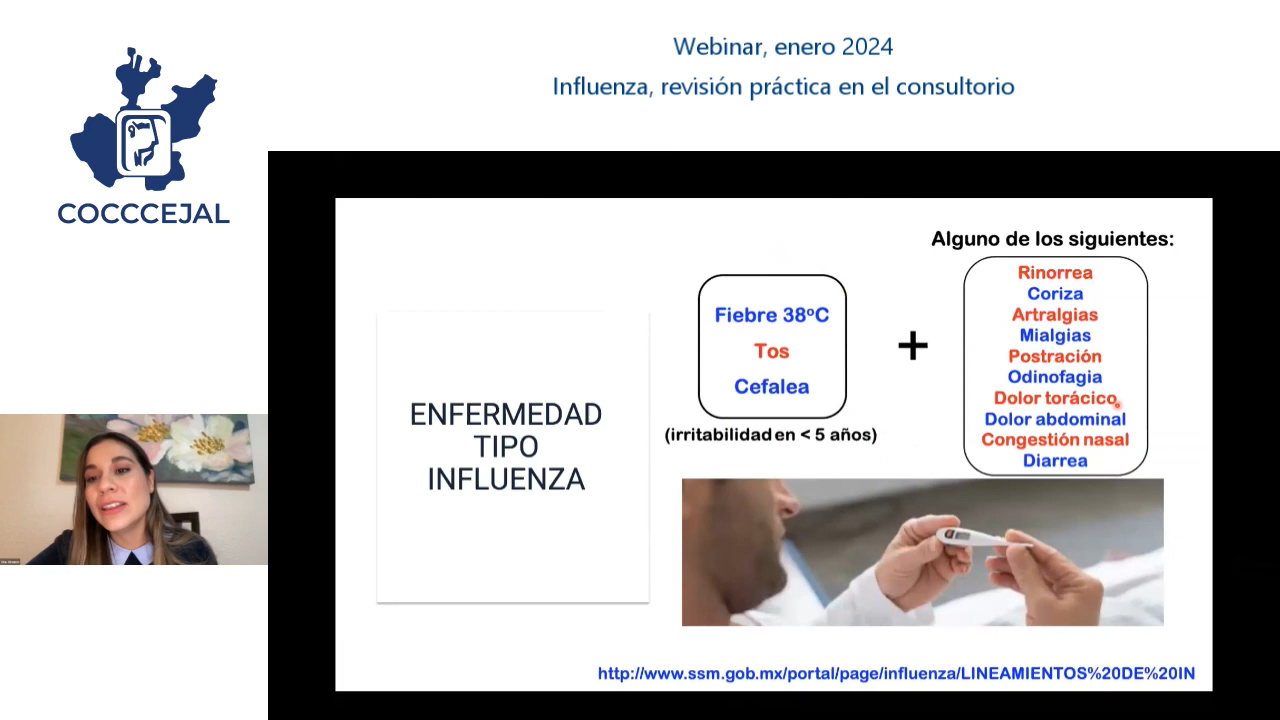 Webinar, enero 2024
Influenza, revisión práctica en el consultorio
COCCCEJAL
ENFERMEDAD
TIPO
INFLUENZA
Fiebre 38ºC
Tos
Cefalea
(irritabilidad en < 5 años)
+
Alguno de los siguientes:
Rinorrea
Coriza
Artralgias
Mialgias
Postración
Odinofagia
Dolor torácico
Dolor abdominal
Congestión nasal
Diarrea
http://www.ssm.gob.mx/portal/page/influenza/LINEAMIENTOS%20DE%20IN